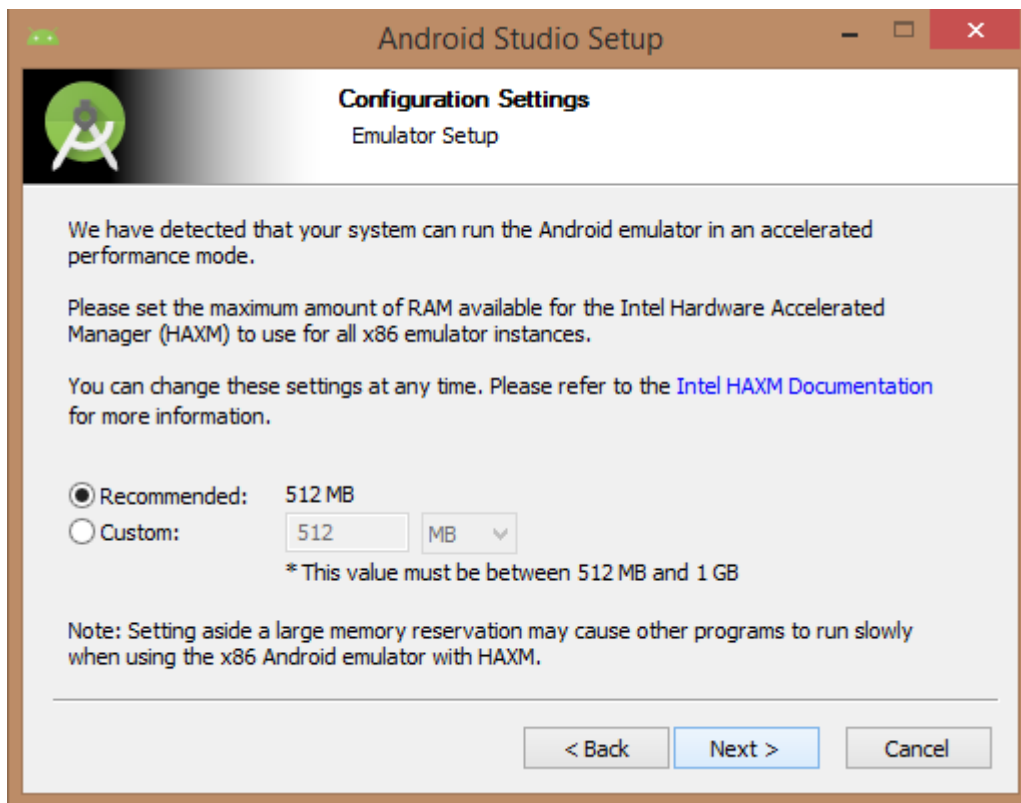 Android Studio Setup
Configuration Settings
Emulator Setup
We have detected that your system can run the Android emulator in an accelerated
performance mode.
Please set the maximum amount of RAM available for the Intel Hardware Accelerated
Manager (HAXM) to use for all x86 emulator instances.
You can change these settings at any time. Please refer to the Intel HAXM Documentation
for more information.
Recommended: 512 MB
Custom: 512 MB
* This value must be between 512 MB and 1 GB
Note: Setting aside a large memory reservation may cause other programs to run slowly
when using the x86 Android emulator with HAXM.
< Back Next > Cancel